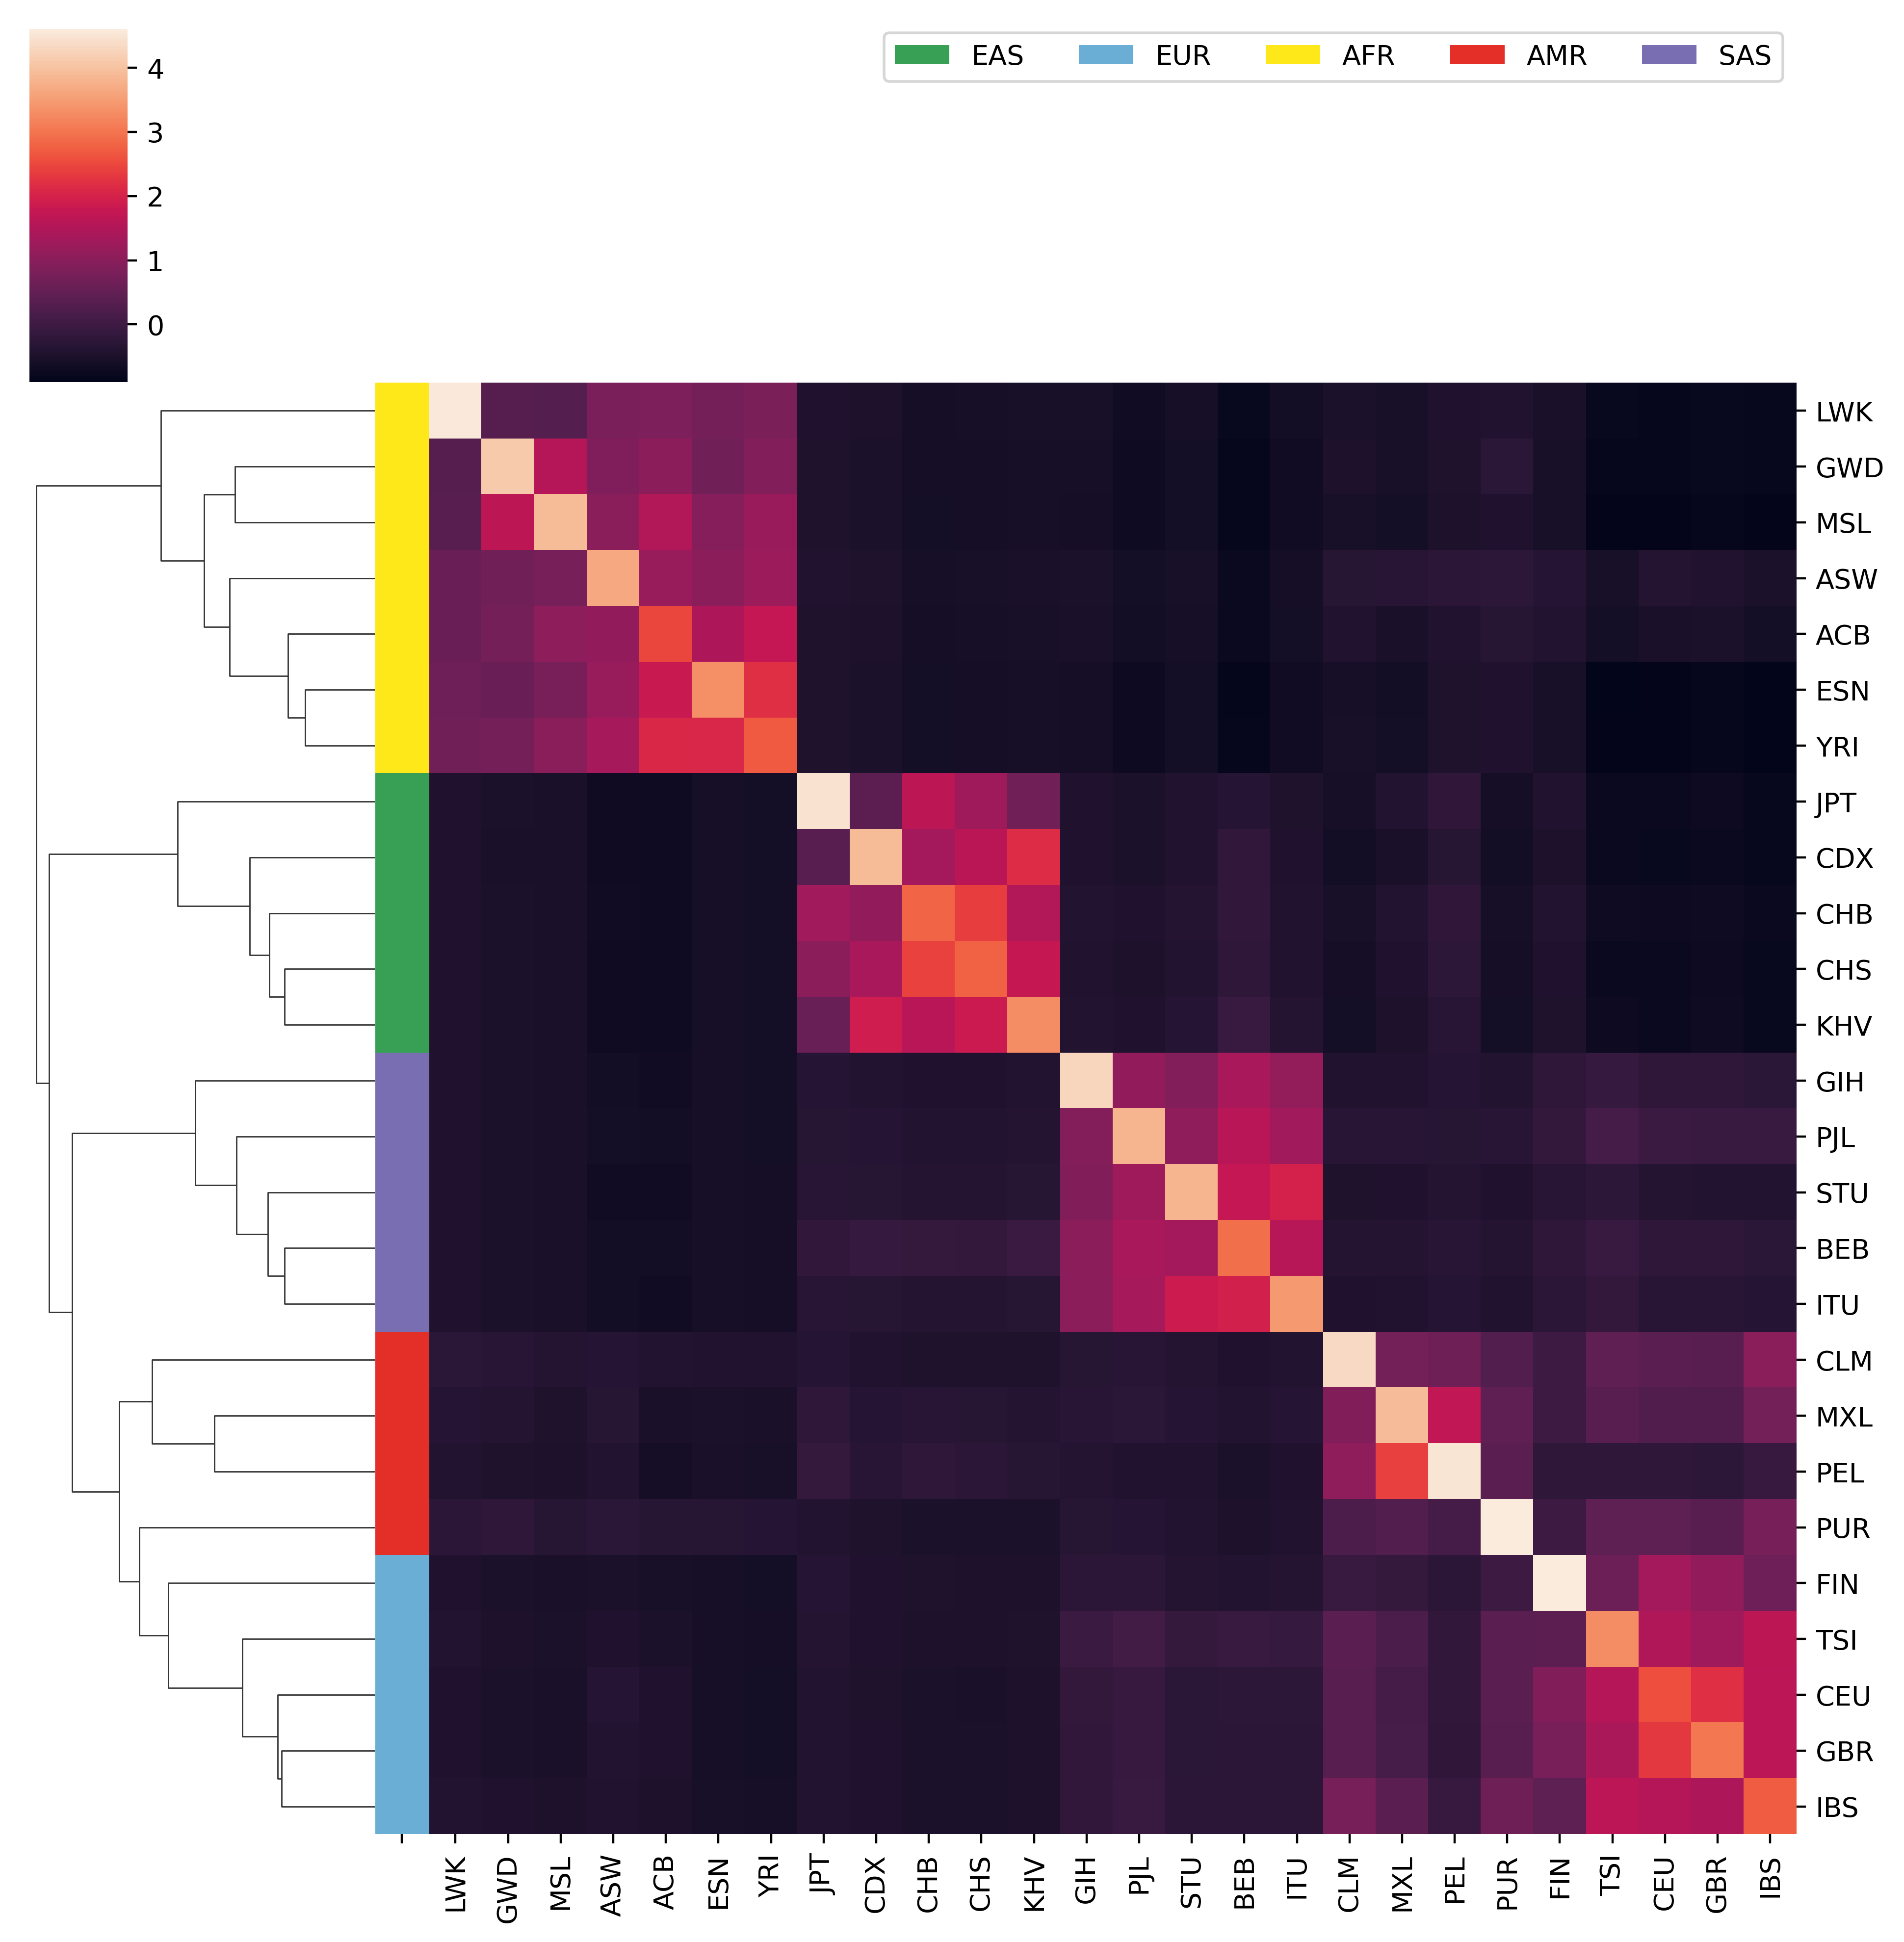 EAS EUR AFR AMR SAS
4
3
2
1
0
LWK
GWD
MSL
ASW
ACB
ESN
YRI
JPT
CDX
CHB
CHS
KHV
GIH
PJL
STU
BEB
ITU
CLM
MXL
PEL
PUR
FIN
TSI
CEU
GBR
IBS
LWK GWD MSL ASW ACB ESN YRI JPT CDX CHB CHS KHV GIH PJL STU BEB ITU CLM MXL PEL PUR FIN TSI CEU GBR IBS